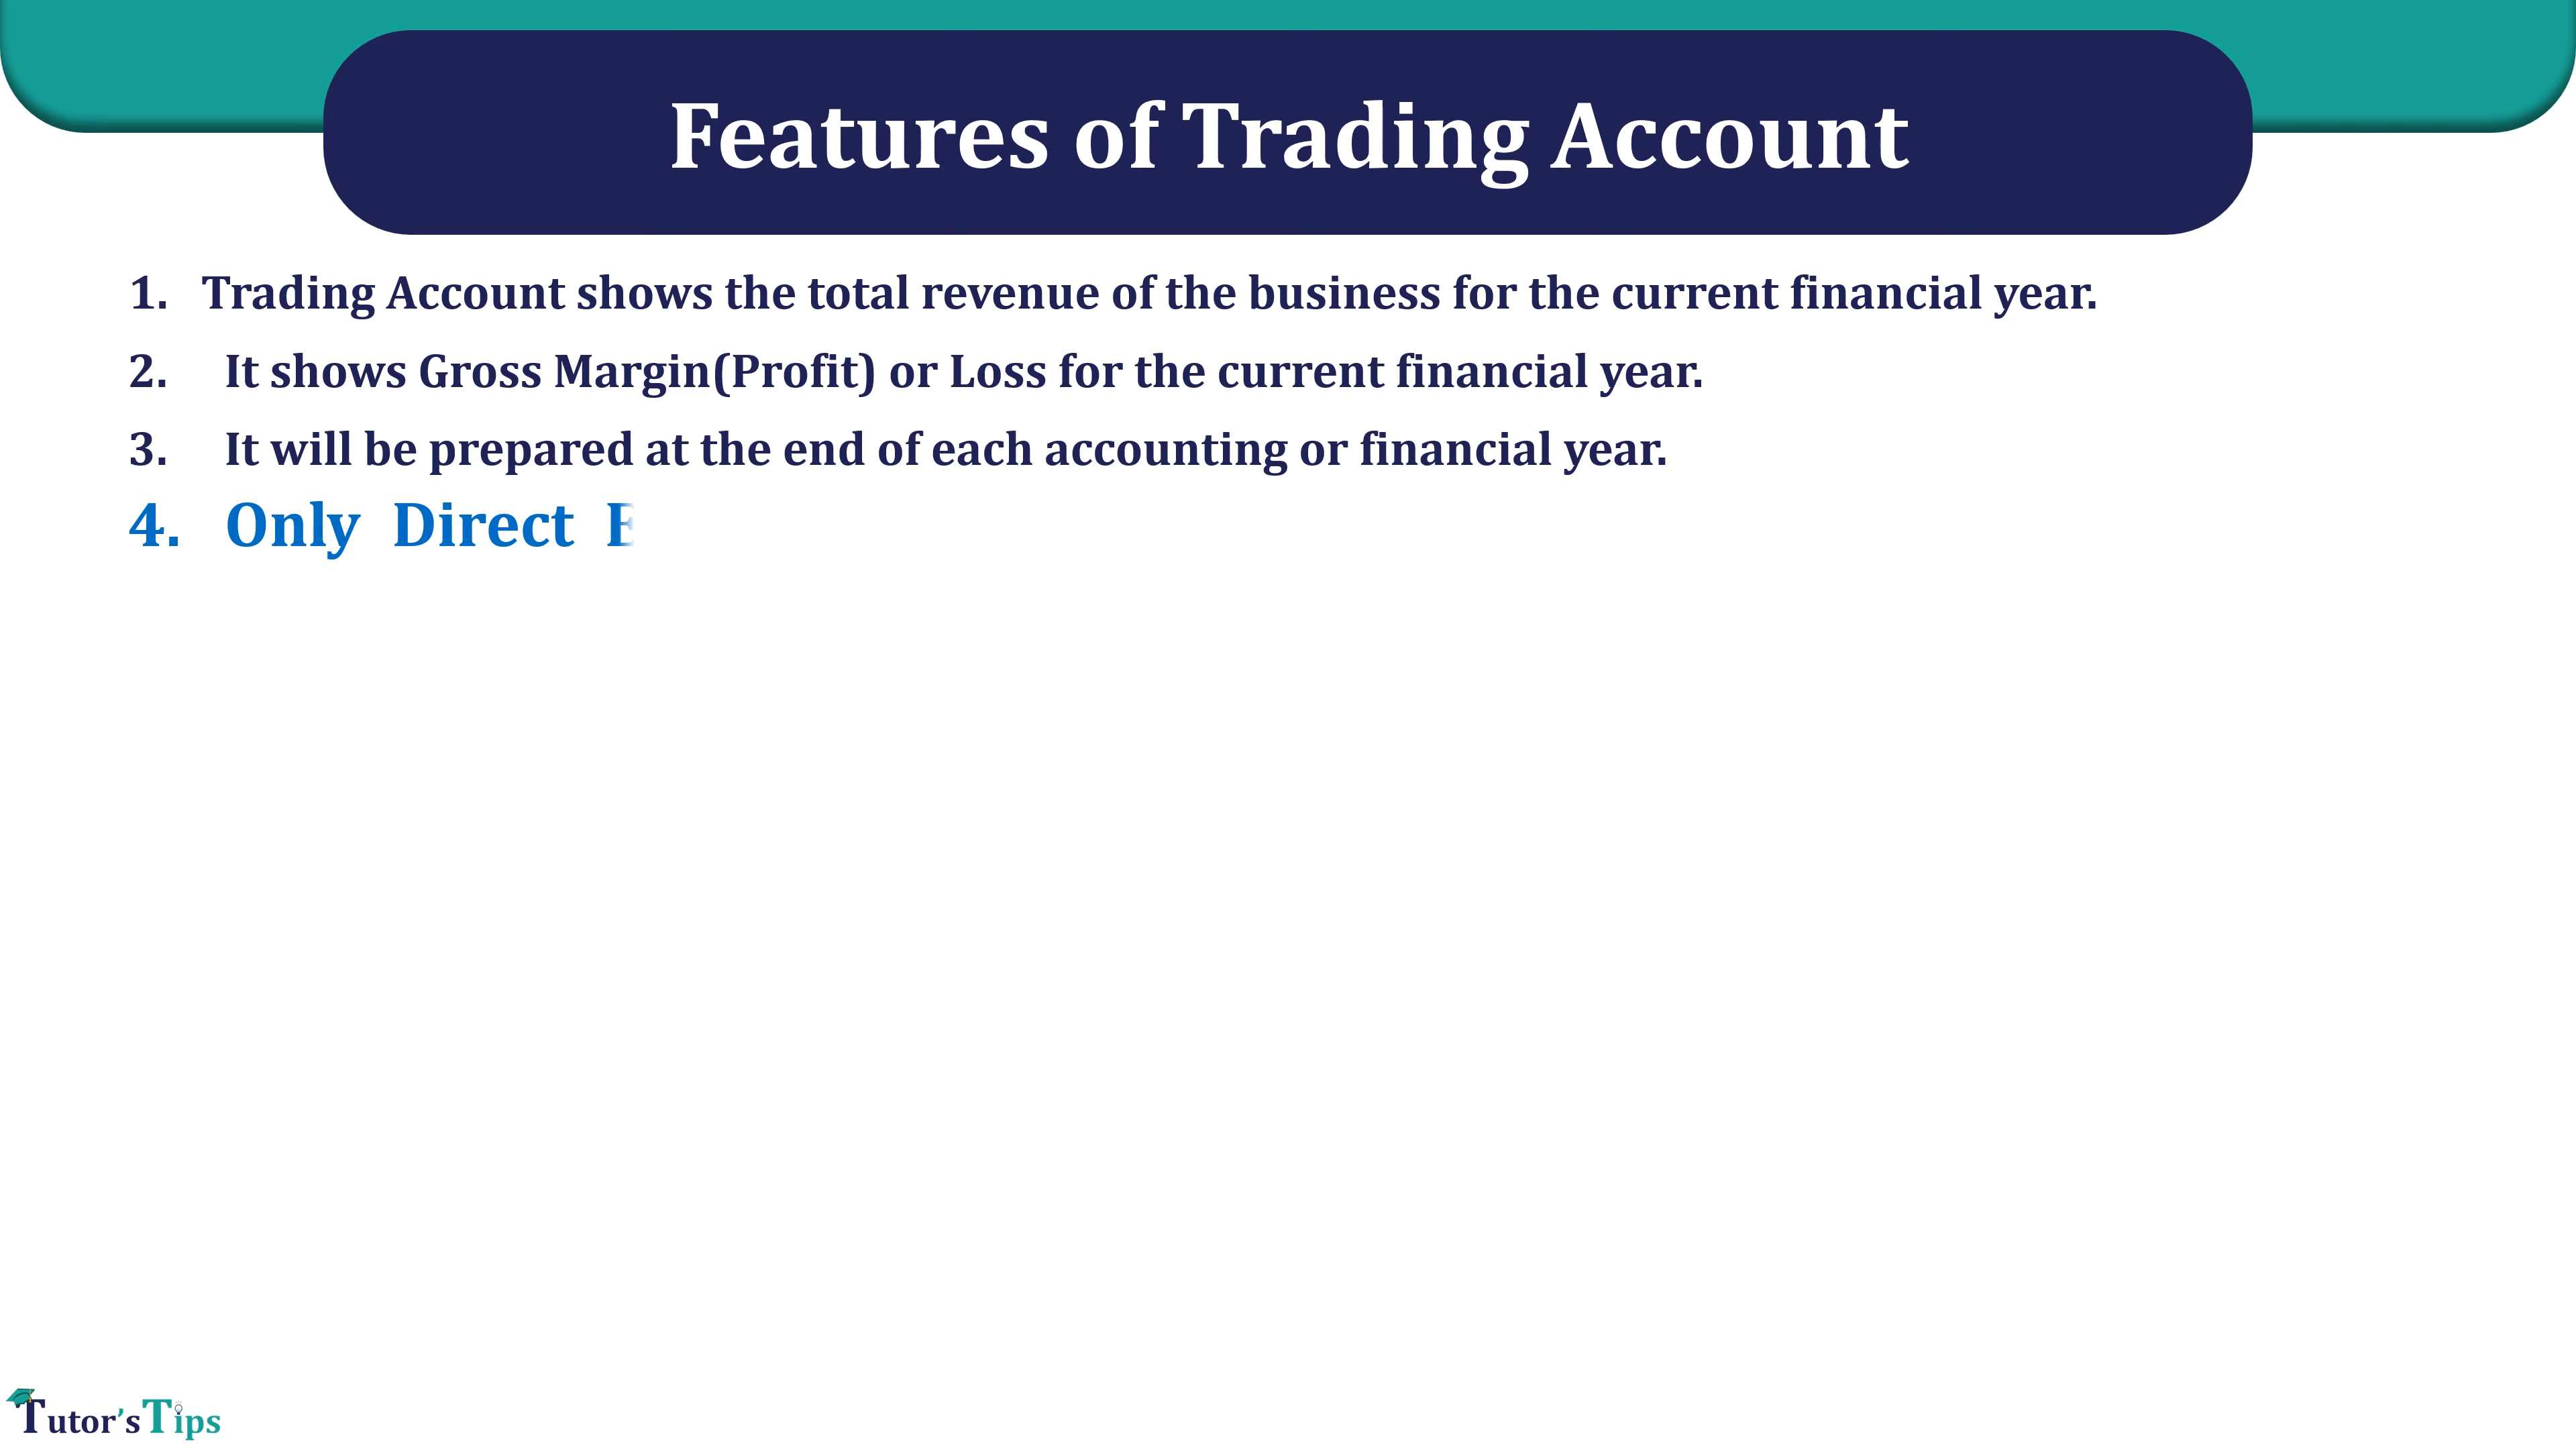 Features of Trading Account
1. Trading Account shows the total revenue of the business for the current financial year.
2. It shows Gross Margin(Profit) or Loss for the current financial year.
3. It will be prepared at the end of each accounting or financial year.
4. Only Direct
Tutor’sTips